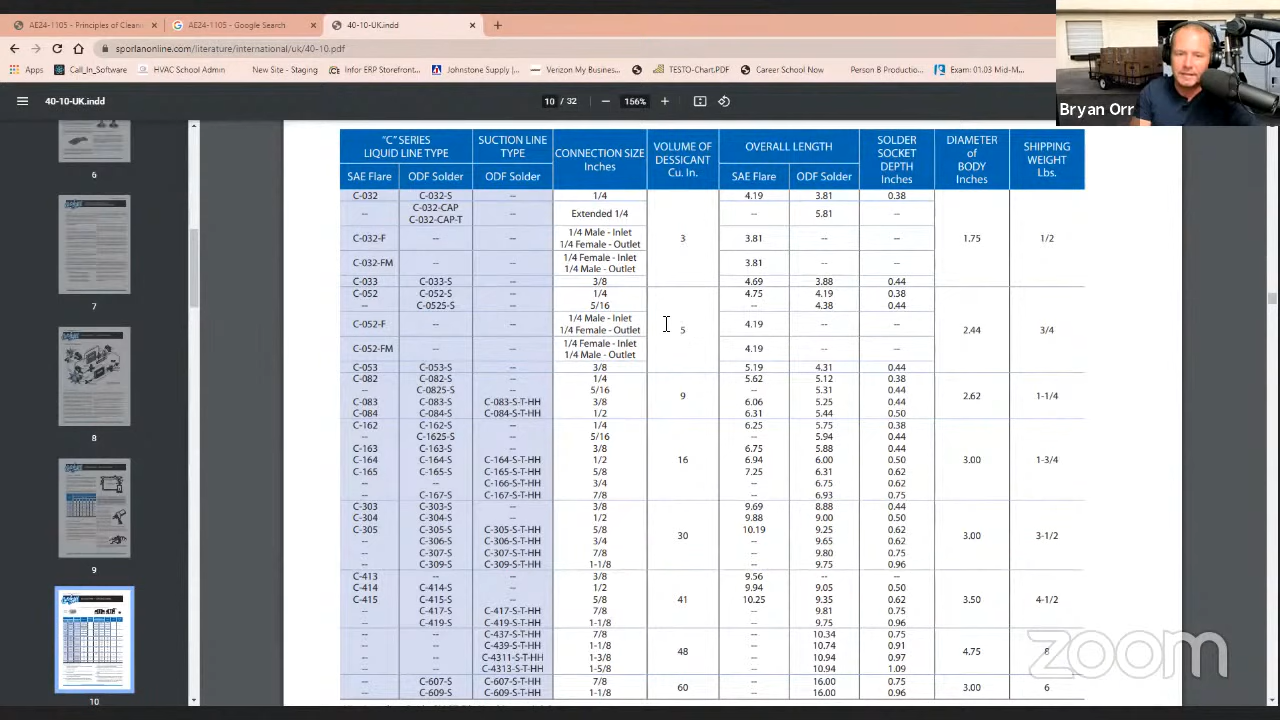 AE24-1105 - Principles of Cleani
AE24-1105 - Google Search
10-10-UK.indd
sporlanonline.com/literature/international/uk/40-10.pdf
Apps
Call_In_Software
HVAC School Admin
New Site - Staging
Infor ERP Storefront...
Johnstone Supply |...
Verizon My Business...
TESTO-Chart.PDF
Career School Now
Person B Productio...
Exam: 01.03 Mid-M...
Bryan Orr
40-10-UK.indd
10 / 32
156%
6
7
8
9
10
"C" SERIES LIQUID LINE TYPE SUCTION LINE TYPE CONNECTION SIZE Inches VOLUME OF DESSICANT Cu. In. OVERALL LENGTH SOLDER SOCKET DEPTH Inches DIAMETER of BODY Inches SHIPPING WEIGHT Lbs.
SAE Flare ODF Solder ODF Solder SAE Flare ODF Solder
C-032 C-032-S -- 1/4 4.19 3.81 0.38
-- C-032-CAP C-032-CAP-T -- Extended 1/4 -- 5.81 --
C-032-F -- -- 1/4 Male - Inlet 1/4 Female - Outlet 3 3.81 -- -- 1.75 1/2
C-032-FM -- -- 1/4 Female - Inlet 1/4 Male - Outlet 3.81 -- --
C-033 C-033-S -- 3/8 4.69 3.88 0.44
C-052 C-052-S -- 1/4 4.75 4.19 0.38
-- C-0525-S -- 5/16 -- 4.38 0.44
C-052-F -- -- 1/4 Male - Inlet 1/4 Female - Outlet 5 4.19 -- -- 2.44 3/4
C-052-FM -- -- 1/4 Female - Inlet 1/4 Male - Outlet 4.19 -- --
C-053 C-053-S -- 3/8 5.19 4.31 0.44
C-082 C-082-S -- 1/4 5.62 5.12 0.38
-- C-0825-S -- 5/16 -- 5.31 0.44
C-083 C-083-S C-083-S-T-HH 3/8 9 6.06 5.25 0.44 2.62 1-1/4
C-084 C-084-S C-084-S-T-HH 1/2 6.31 5.44 0.50
C-162 C-162-S -- 1/4 6.25 5.75 0.38
-- C-1625-S -- 5/16 -- 5.94 0.44
C-163 C-163-S -- 3/8 6.75 5.88 0.44
C-164 C-164-S C-164-S-T-HH 1/2 16 6.94 6.00 0.50 3.00 1-3/4
C-165 C-165-S C-165-S-T-HH 5/8 7.25 6.31 0.62
-- -- C-166-S-T-HH 3/4 -- 6.75 0.62
-- C-167-S C-167-S-T-HH 7/8 -- 6.93 0.75
C-303 C-303-S -- 3/8 9.69 8.88 0.44
C-304 C-304-S -- 1/2 9.88 9.00 0.50
C-305 C-305-S C-305-S-T-HH 5/8 30 10.19 9.25 0.62 3.00 3-1/2
-- C-306-S C-306-S-T-HH 3/4 -- 9.65 0.62
-- C-307-S C-307-S-T-HH 7/8 -- 9.80 0.75
-- C-309-S C-309-S-T-HH 1-1/8 -- 9.75 0.96
C-413 -- -- 3/8 9.56 -- --
C-414 C-414-S -- 1/2 9.94 9.05 0.50
C-415 C-415-S -- 5/8 41 10.25 9.35 0.62 3.50 4-1/2
-- C-417-S C-417-S-T-HH 7/8 -- 9.81 0.75
-- C-419-S C-419-S-T-HH 1-1/8 -- 9.75 0.96
-- -- C-437-S-T-HH 7/8 -- 10.34 0.75
-- -- C-439-S-T-HH 1-1/8 48 -- 10.74 0.91 4.75 8
-- -- C-4311-S-T-HH 1-3/8 -- 10.94 0.97
-- -- C-4313-S-T-HH 1-5/8 -- 10.94 1.09
-- C-607-S C-607-S-T-HH 7/8 60 -- 16.00 0.75 3.00 6
-- C-609-S C-609-S-T-HH 1-1/8 -- 16.00 0.96
zoom